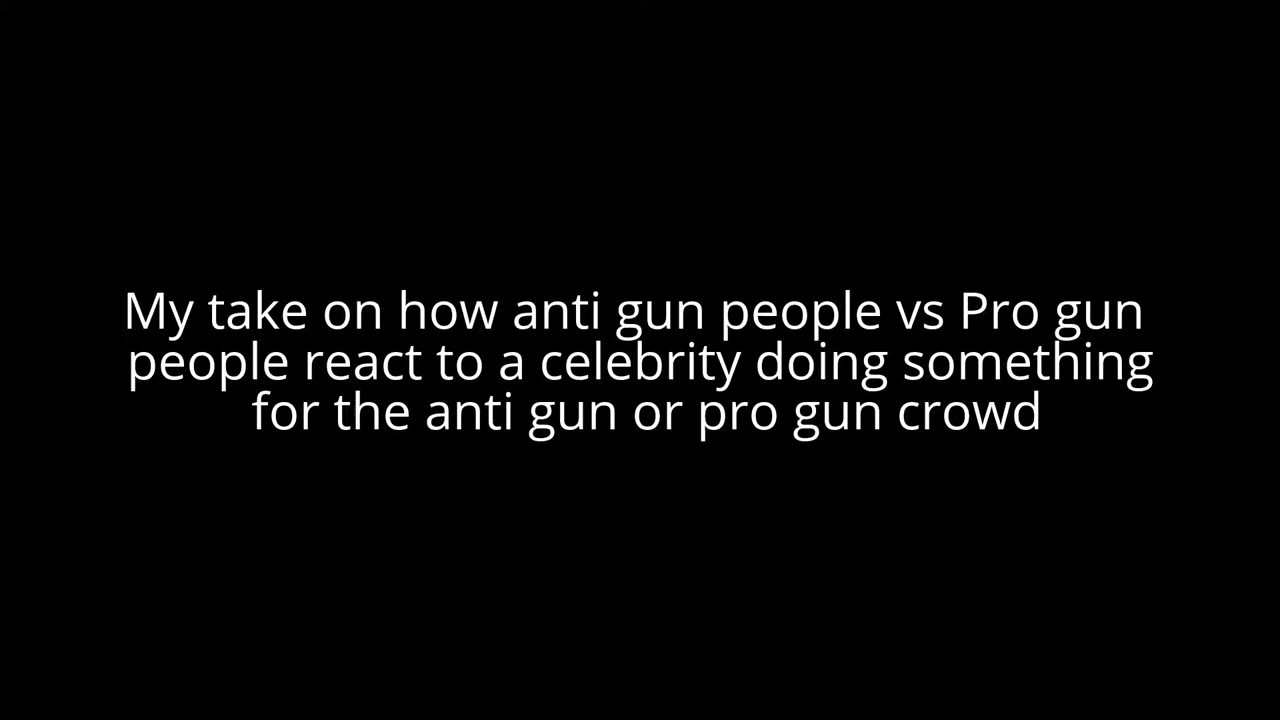 My take on how anti gun people vs Pro gun
people react to a celebrity doing something
for the anti gun or pro gun crowd